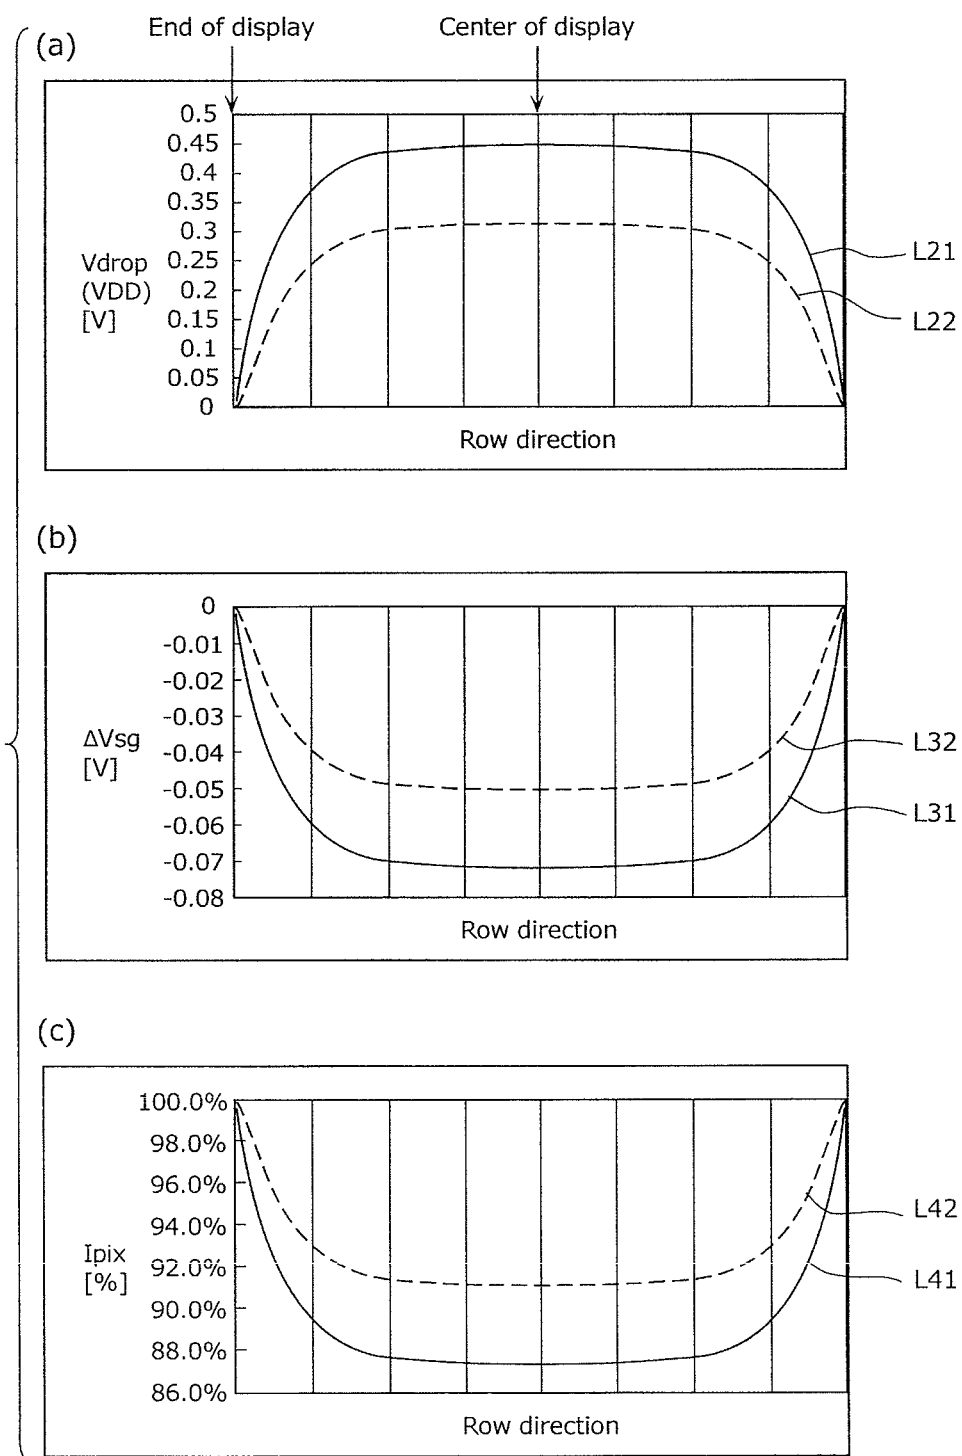 (a)
End of display
Center of display
0.5
0.45
0.4
0.35
0.3
0.25
0.2
0.15
0.1
0.05
0
Vdrop
(VDD)
[V]
L21
L22
Row direction
(b)
0
-0.01
-0.02
-0.03
-0.04
-0.05
-0.06
-0.07
-0.08
ΔVsg
[V]
L32
L31
Row direction
(c)
100.0%
98.0%
96.0%
94.0%
92.0%
90.0%
88.0%
86.0%
Ipix
[%]
L42
L41
Row direction